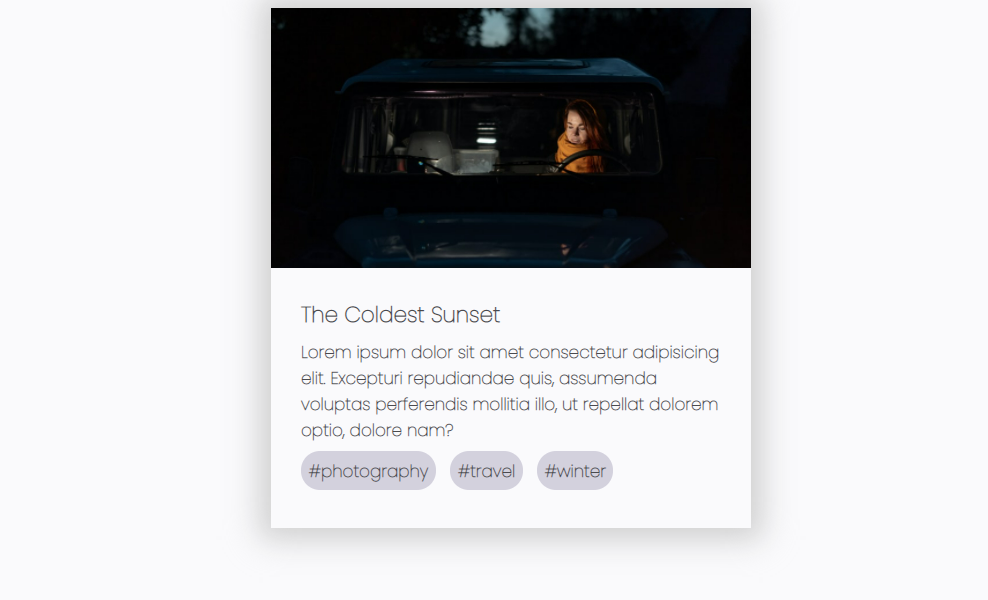 The Coldest Sunset
Lorem ipsum dolor sit amet consectetur adipisicing
elit. Excepturi repudiandae quis, assumenda
voluptas perferendis mollitia illo, ut repellat dolorem
optio, dolore nam?
#photography #travel #winter